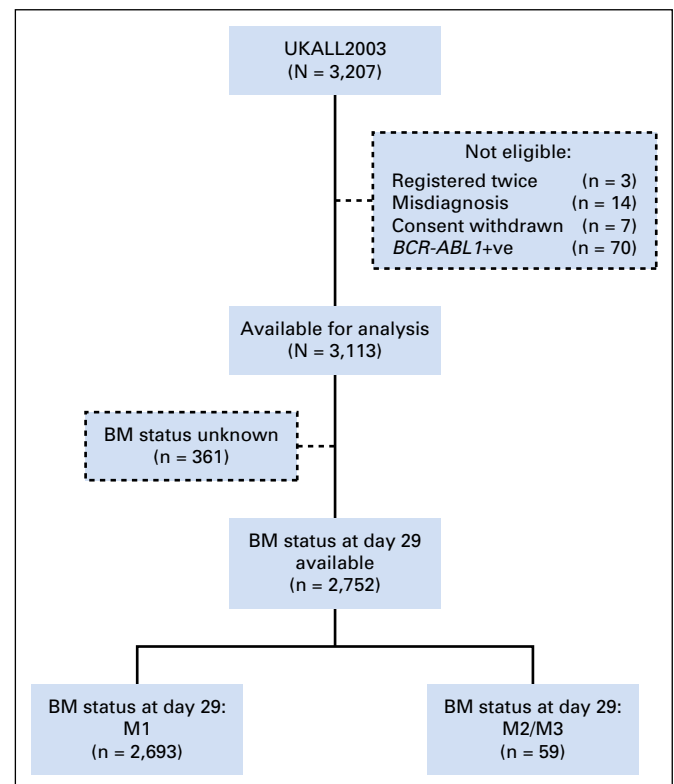 UKALL2003
(N = 3,207)
Not eligible:
Registered twice (n = 3)
Misdiagnosis (n = 14)
Consent withdrawn (n = 7)
BCR-ABL1+ve (n = 70)
Available for analysis
(N = 3,113)
BM status unknown
(n = 361)
BM status at day 29
available
(n = 2,752)
BM status at day 29:
M1
(n = 2,693)
BM status at day 29:
M2/M3
(n = 59)